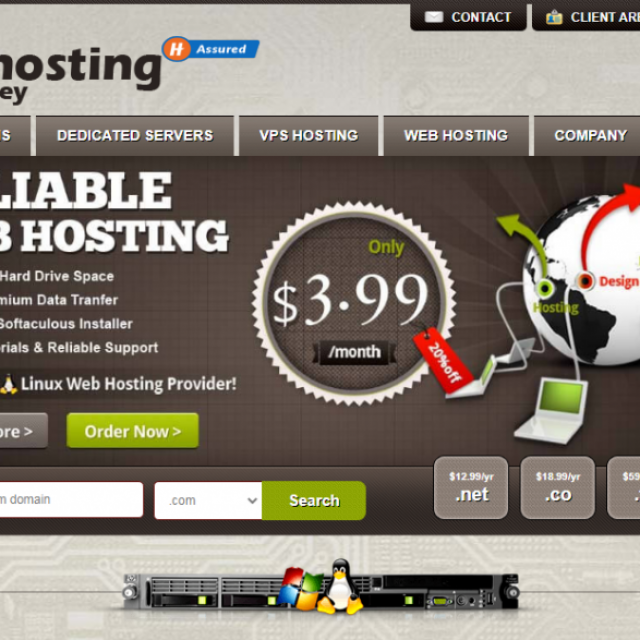 CONTACT
CLIENT ARE
hosting
Assured
ey
S
DEDICATED SERVERS
VPS HOSTING
WEB HOSTING
COMPANY
LIABLE
B HOSTING
Hard Drive Space
mium Data Tranfer
Softaculous Installer
rials & Reliable Support
Linux Web Hosting Provider!
Only
$3.99
/month
20%off
Hosting
Design
ore >
Order Now >
m domain
.com
Search
$12.99/yr
.net
$18.99/yr
.co
$59